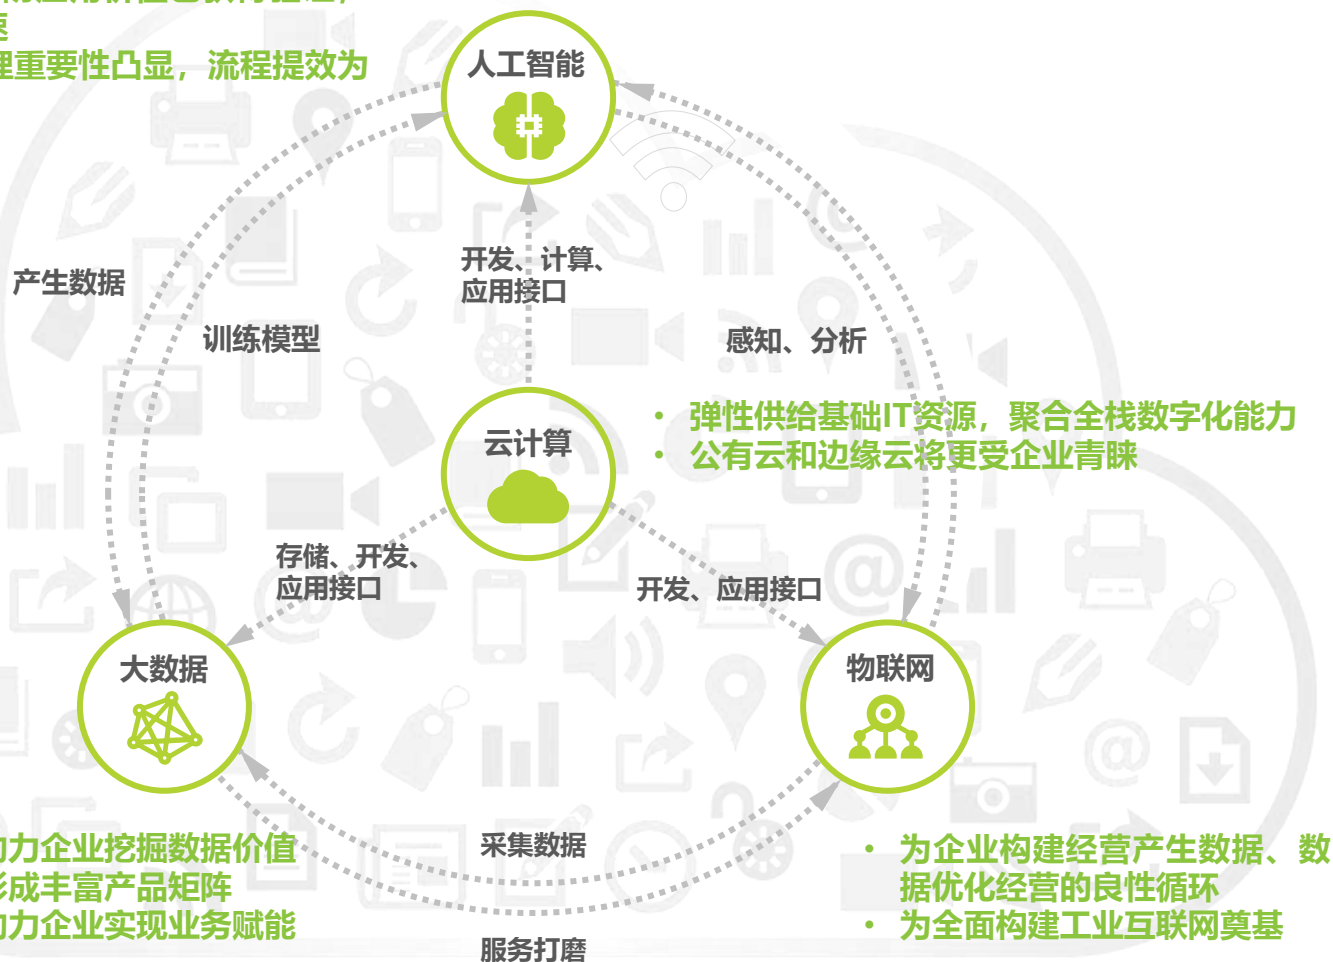 重要性凸显，流程提效为
人工智能
产生数据
开发、计算、
应用接口
训练模型
感知、分析
• 弹性供给基础IT资源，聚合全栈数字化能力
• 公有云和边缘云将更受企业青睐
云计算
存储、开发、
应用接口
开发、应用接口
大数据
物联网
采集数据
力企业挖掘数据价值
形成丰富产品矩阵
力企业实现业务赋能
• 为企业构建经营产生数据、数
据优化经营的良性循环
• 为全面构建工业互联网奠基
服务打磨